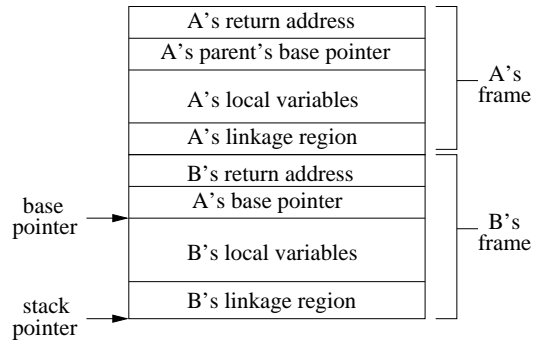 A's return address
A's parent's base pointer
A's local variables
A's linkage region
A's
frame
B's return address
A's base pointer
base
pointer
B's local variables
B's
frame
B's linkage region
stack
pointer